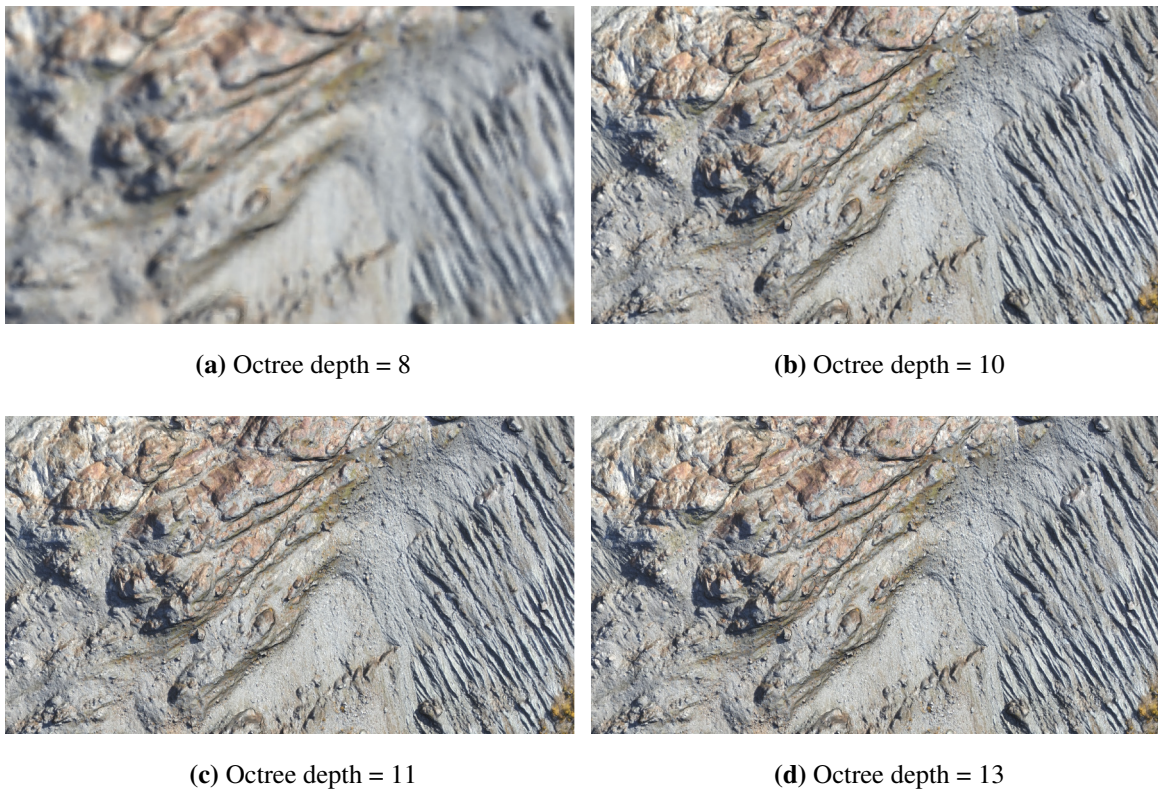 (a) Octree depth = 8
(b) Octree depth = 10
(c) Octree depth = 11
(d) Octree depth = 13